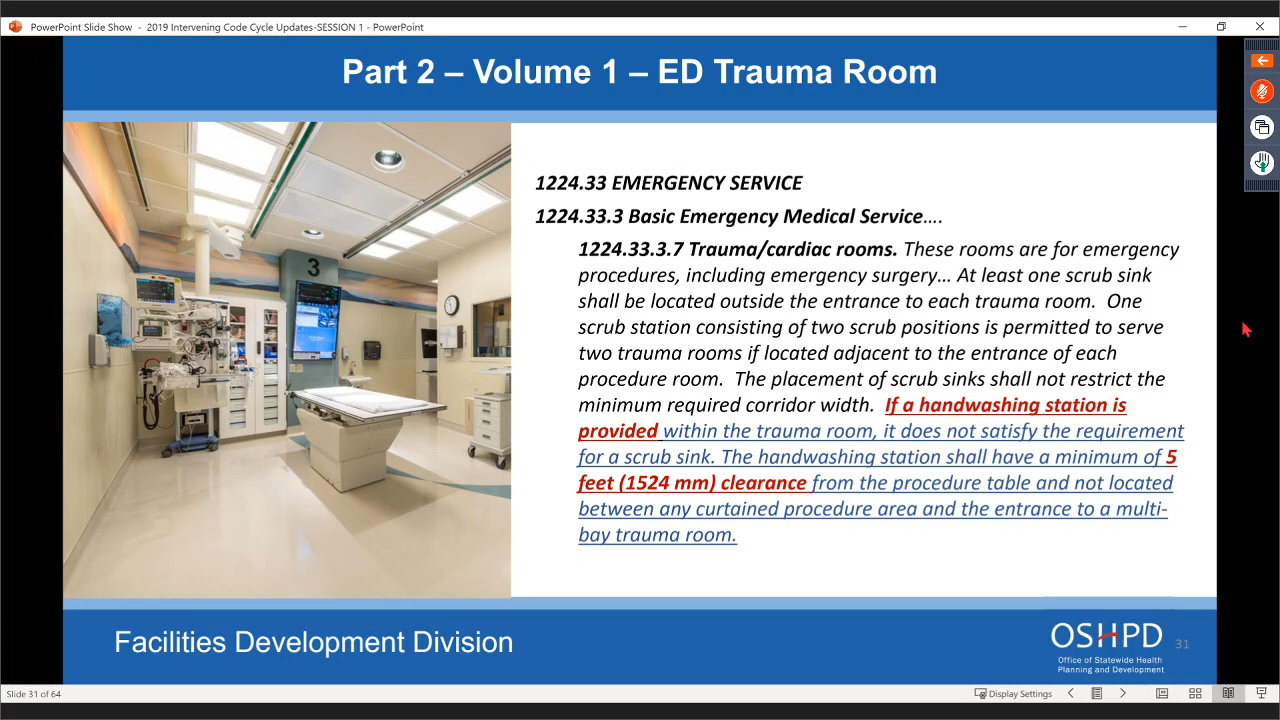 PowerPoint Slide Show - 2019 Intervening Code Cycle Updates-SESSION 1 - PowerPoint
Part 2 – Volume 1 – ED Trauma Room
3
1224.33 EMERGENCY SERVICE
1224.33.3 Basic Emergency Medical Service....
1224.33.3.7 Trauma/cardiac rooms. These rooms are for emergency
procedures, including emergency surgery… At least one scrub sink
shall be located outside the entrance to each trauma room. One
scrub station consisting of two scrub positions is permitted to serve
two trauma rooms if located adjacent to the entrance of each
procedure room. The placement of scrub sinks shall not restrict the
minimum required corridor width. If a handwashing station is
provided within the trauma room, it does not satisfy the requirement
for a scrub sink. The handwashing station shall have a minimum of 5
feet (1524 mm) clearance from the procedure table and not located
between any curtained procedure area and the entrance to a multi-
bay trauma room.
Facilities Development Division
OSHPD
Office of Statewide Health
Planning and Development
31
Slide 31 of 64
Display Settings